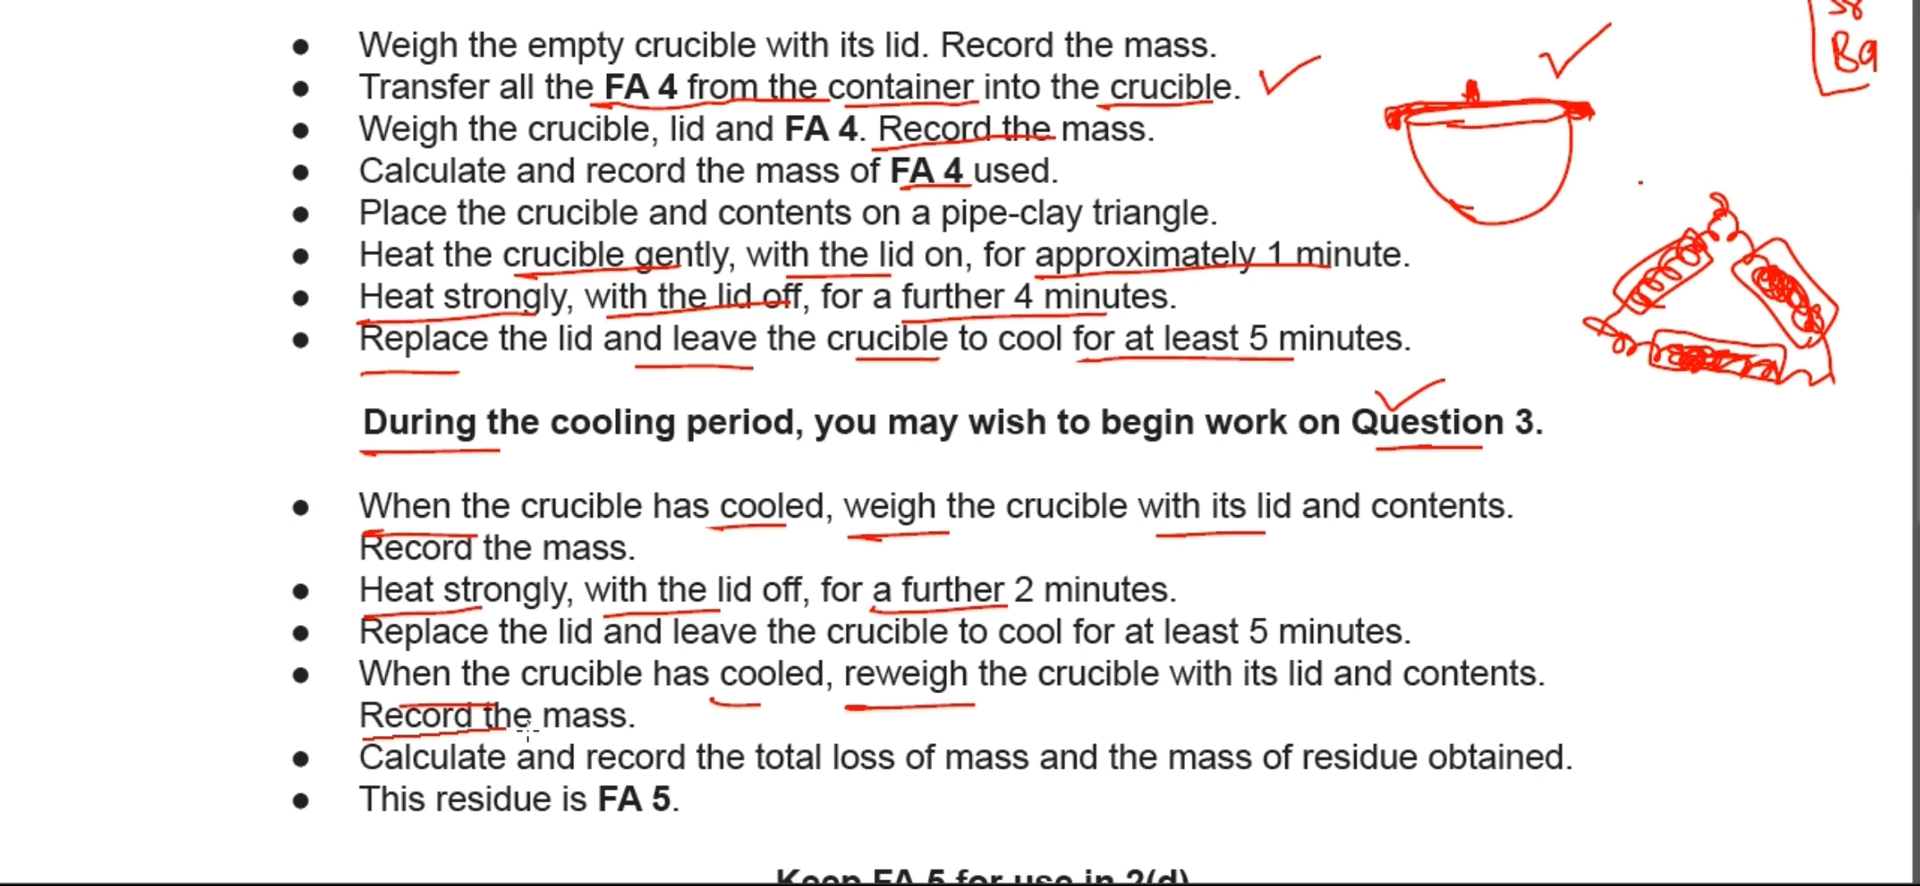 Sr
Ba
● Weigh the empty crucible with its lid. Record the mass.
● Transfer all the FA 4 from the container into the crucible.
● Weigh the crucible, lid and FA 4. Record the mass.
● Calculate and record the mass of FA 4 used.
● Place the crucible and contents on a pipe-clay triangle.
● Heat the crucible gently, with the lid on, for approximately 1 minute.
● Heat strongly, with the lid off, for a further 4 minutes.
● Replace the lid and leave the crucible to cool for at least 5 minutes.
During the cooling period, you may wish to begin work on Question 3.
● When the crucible has cooled, weigh the crucible with its lid and contents.
Record the mass.
● Heat strongly, with the lid off, for a further 2 minutes.
● Replace the lid and leave the crucible to cool for at least 5 minutes.
● When the crucible has cooled, reweigh the crucible with its lid and contents.
Record the mass.
● Calculate and record the total loss of mass and the mass of residue obtained.
● This residue is FA 5.
Keep FA 5 for use in 2(d)